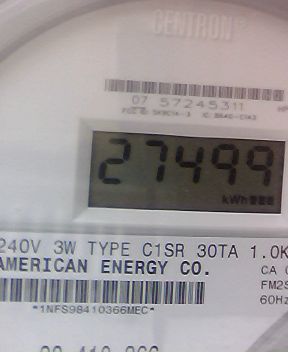 CENTRON®
07 57245311
27499
kWh
240V 3W TYPE C1SR 30TA 1.0K
AMERICAN ENERGY CO.
CA
FM2S
60Hz
*1NFS98410366MEC*